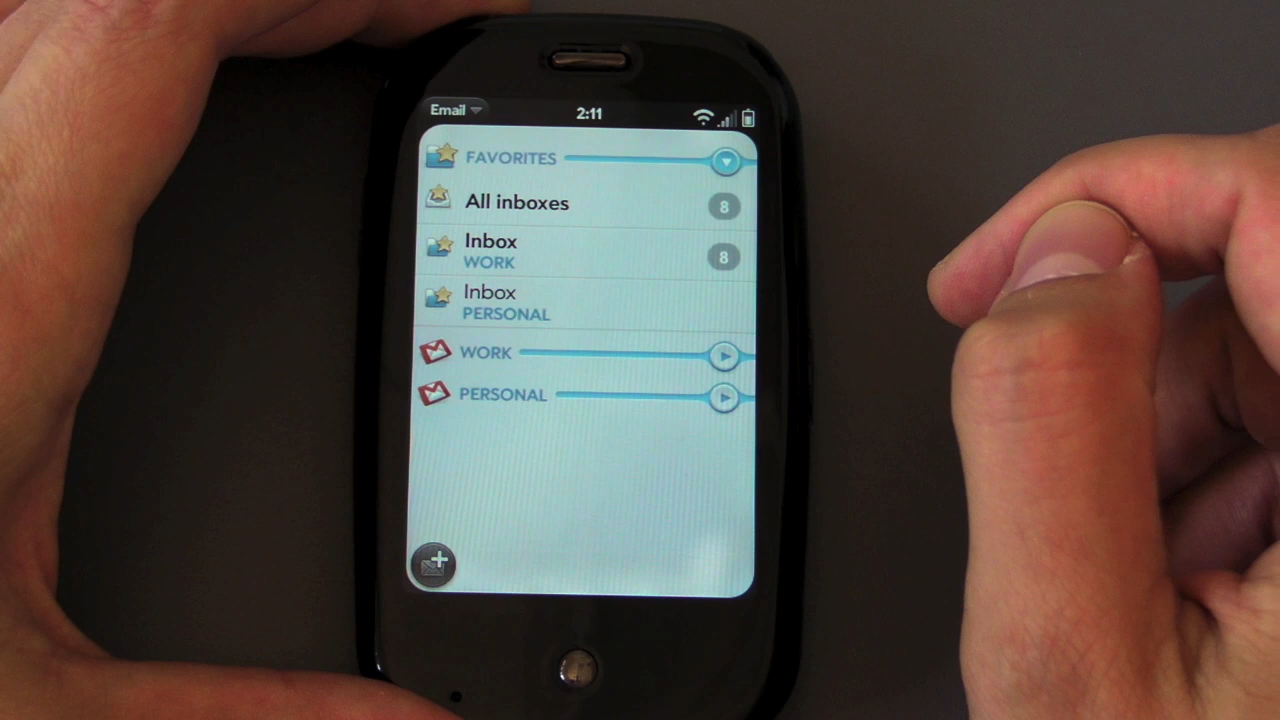 Email
2:11
FAVORITES
All inboxes
8
Inbox
WORK
8
Inbox
PERSONAL
WORK
PERSONAL